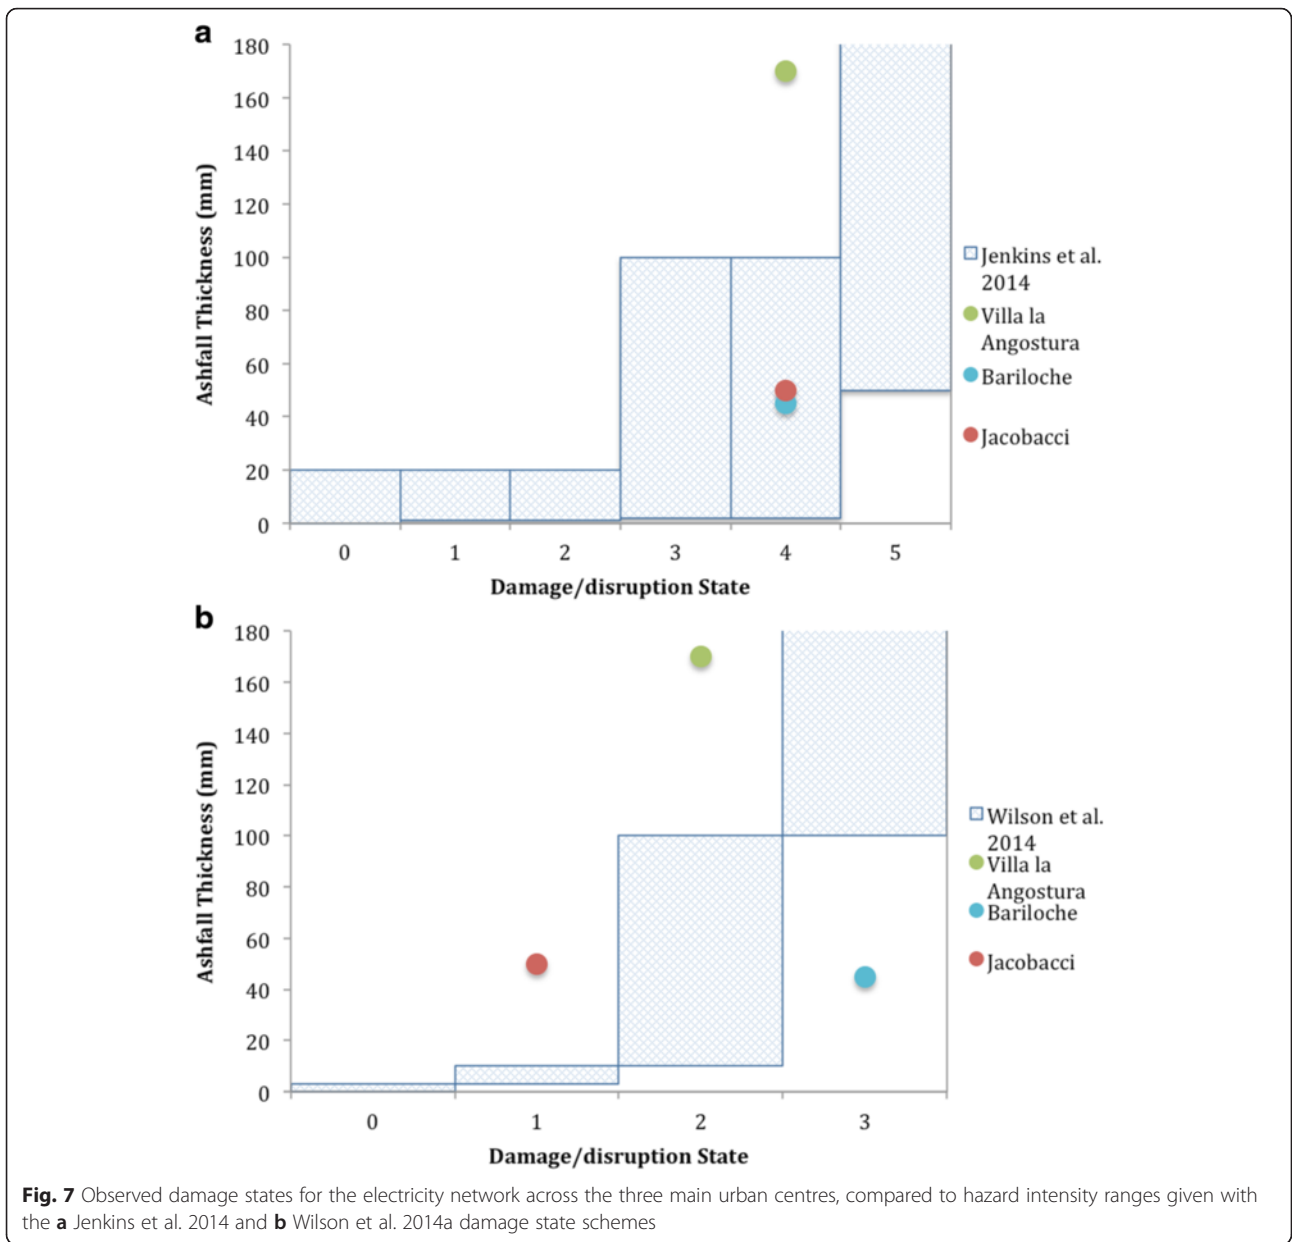 a
180
160
140
120
100
80
60
40
20
0
Ashfall Thickness (mm)
0 1 2 3 4 5
Damage/disruption State
Jenkins et al.
2014
Villa la
Angostura
Bariloche
Jacobacci
b
180
160
140
120
100
80
60
40
20
0
Ashfall Thickness (mm)
0 1 2 3
Damage/disruption State
Wilson et al.
2014
Villa la
Angostura
Bariloche
Jacobacci
Fig. 7 Observed damage states for the electricity network across the three main urban centres, compared to hazard intensity ranges given with
the a Jenkins et al. 2014 and b Wilson et al. 2014a damage state schemes